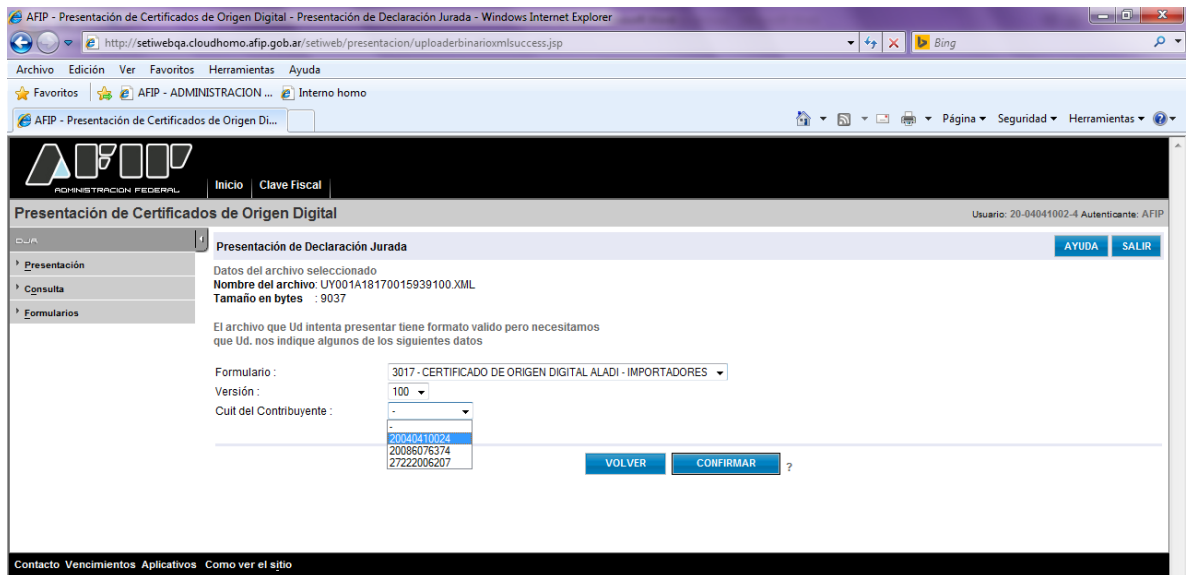 AFIP - Presentación de Certificados de Origen Digital - Presentación de Declaración Jurada - Windows Internet Explorer
http://setiwebqa.cloudhomo.afip.gob.ar/setiweb/presentacion/uploaderbinarioxmlsuccess.jsp Bing
Archivo Edición Ver Favoritos Herramientas Ayuda
Favoritos AFIP - ADMINISTRACION ... Interno homo
AFIP - Presentación de Certificados de Origen Di... Página Seguridad Herramientas
AFIP
ADMINISTRACION FEDERAL Inicio Clave Fiscal
Presentación de Certificados de Origen Digital Usuario: 20-04041002-4 Autenticante: AFIP
DJA Presentación de Declaración Jurada AYUDA SALIR
Presentación
Consulta
Formularios
Datos del archivo seleccionado
Nombre del archivo: UY001A18170015939100.XML
Tamaño en bytes : 9037
El archivo que Ud intenta presentar tiene formato valido pero necesitamos
que Ud. nos indique algunos de los siguientes datos
Formulario : 3017 - CERTIFICADO DE ORIGEN DIGITAL ALADI - IMPORTADORES
Versión : 100
Cuit del Contribuyente : -
-
20040410024
20086076374
27222006207
VOLVER CONFIRMAR ?
Contacto Vencimientos Aplicativos Como ver el sitio